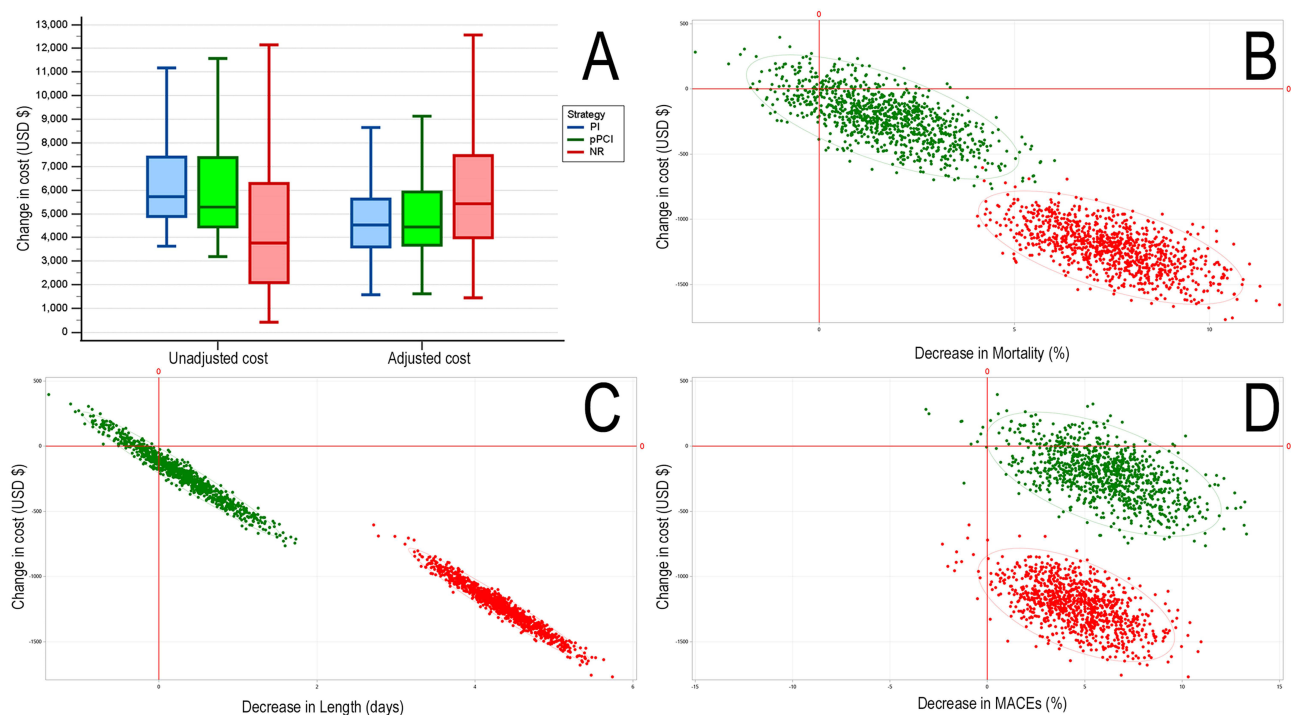 A
Change in cost (USD $)
13,000
12,000
11,000
10,000
9,000
8,000
7,000
6,000
5,000
4,000
3,000
2,000
1,000
0
Unadjusted cost
Adjusted cost
Strategy
PI
pPCI
NR
B
0
Change in cost (USD $)
500
0
-500
-1000
-1500
0
0
5
10
Decrease in Mortality (%)
C
0
Change in cost (USD $)
500
0
-500
-1000
-1500
0
0
2
4
6
Decrease in Length (days)
D
0
Change in cost (USD $)
500
0
-500
-1000
-1500
0
-15
-10
-5
0
5
10
15
Decrease in MACEs (%)